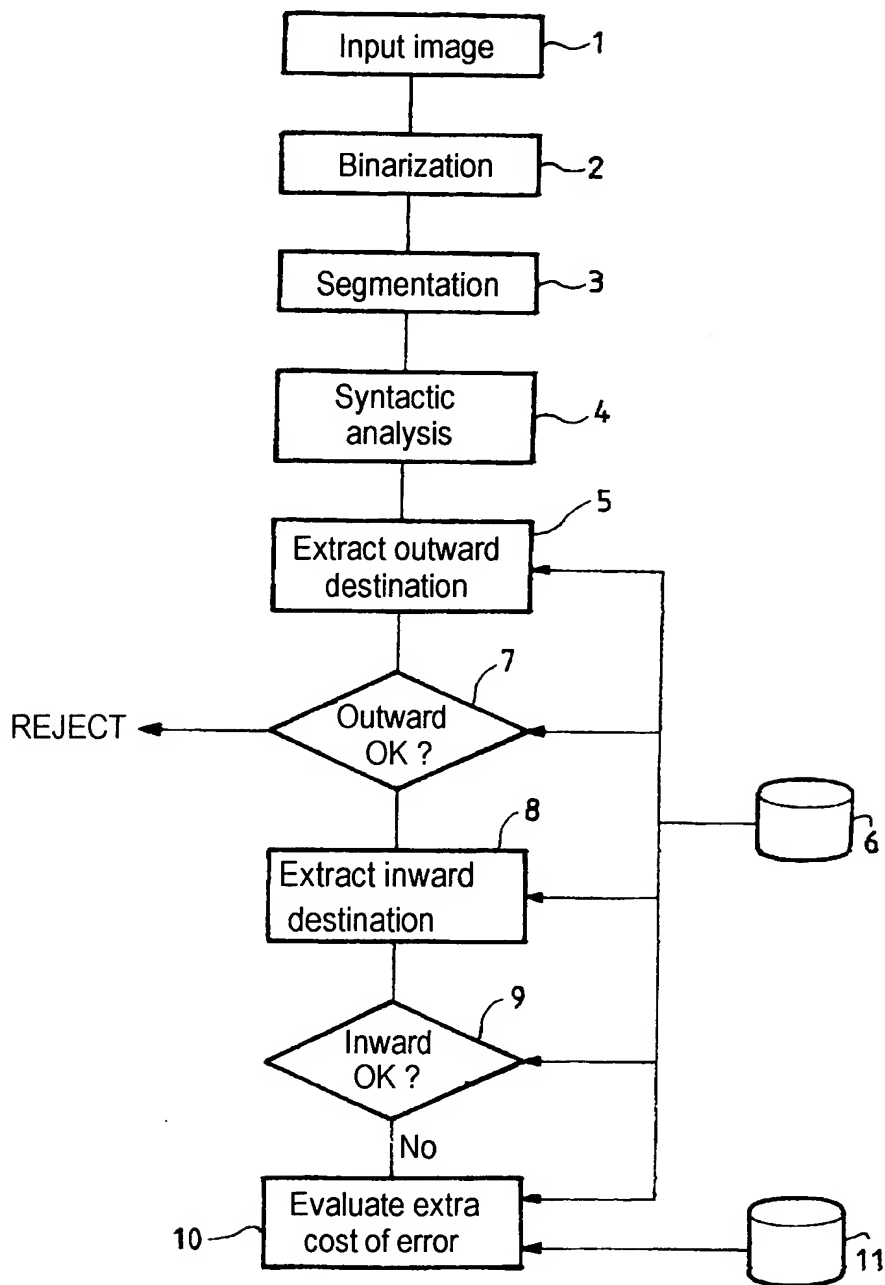 Input image
1
Binarization
2
Segmentation
3
Syntactic
analysis
4
5
Extract outward
destination
7
REJECT
Outward
OK ?
8
6
Extract inward
destination
9
Inward
OK ?
No
10
Evaluate extra
cost of error
11